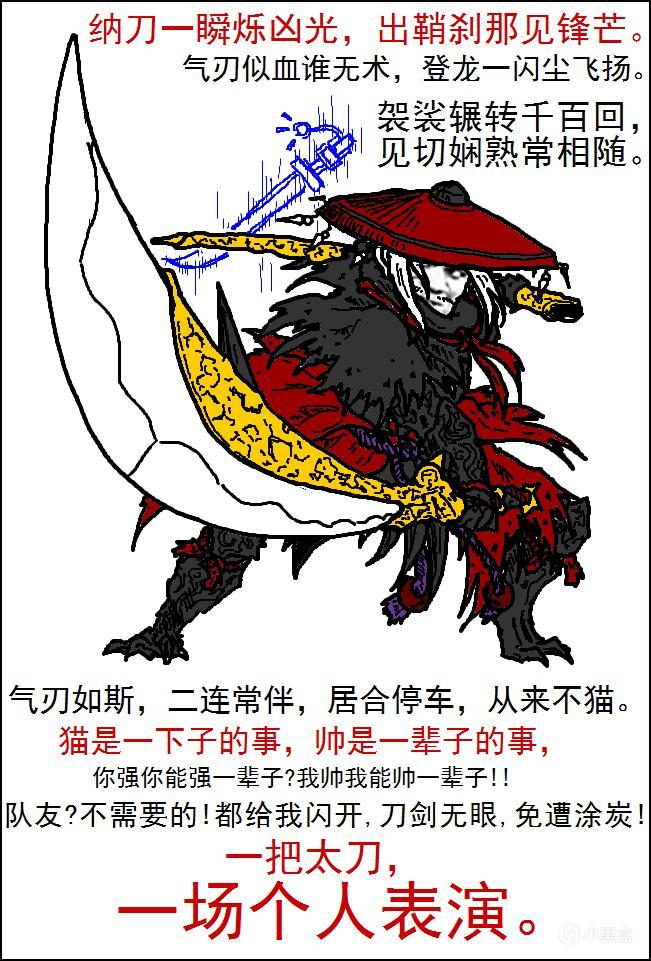 纳刀一瞬烁凶光，出鞘刹那见锋芒。
气刃似血谁无术，登龙一闪尘飞扬。
袈裟辗转千百回，
见切娴熟常相随。
气刃如斯，二连常伴，居合停车，从来不猫。
猫是一下子的事，帅是一辈子的事，
你强你能强一辈子?我帅我能帅一辈子!!
队友?不需要的!都给我闪开,刀剑无眼,免遭涂炭!
一把太刀，
一场个人表演。
小黑盒